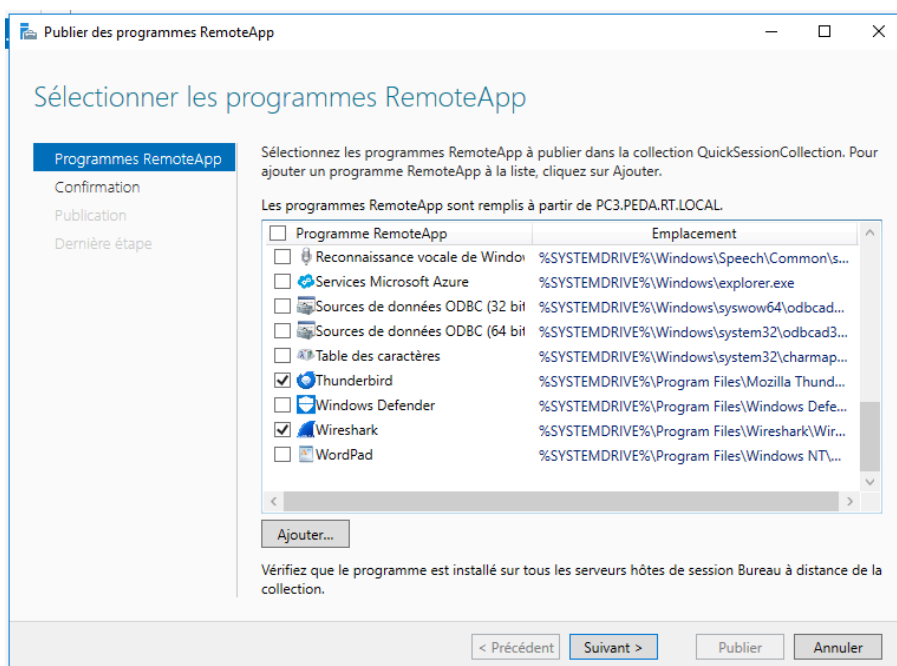 Publier des programmes RemoteApp
Sélectionner les programmes RemoteApp
Programmes RemoteApp
Confirmation
Publication
Dernière étape
Sélectionnez les programmes RemoteApp à publier dans la collection QuickSessionCollection. Pour
ajouter un programme RemoteApp à la liste, cliquez sur Ajouter.
Les programmes RemoteApp sont remplis à partir de PC3.PEDA.RT.LOCAL.
Programme RemoteApp Emplacement
Reconnaissance vocale de Window %SYSTEMDRIVE%\Windows\Speech\Common\s...
Services Microsoft Azure %SYSTEMDRIVE%\Windows\explorer.exe
Sources de données ODBC (32 bit %SYSTEMDRIVE%\Windows\syswow64\odbcad...
Sources de données ODBC (64 bit %SYSTEMDRIVE%\Windows\system32\odbcad3...
Table des caractères %SYSTEMDRIVE%\Windows\system32\charmap...
Thunderbird %SYSTEMDRIVE%\Program Files\Mozilla Thund...
Windows Defender %SYSTEMDRIVE%\Program Files\Windows Defe...
Wireshark %SYSTEMDRIVE%\Program Files\Wireshark\Wir...
WordPad %SYSTEMDRIVE%\Program Files\Windows NT\...
Ajouter...
Vérifiez que le programme est installé sur tous les serveurs hôtes de session Bureau à distance de la
collection.
< Précédent Suivant > Publier Annuler